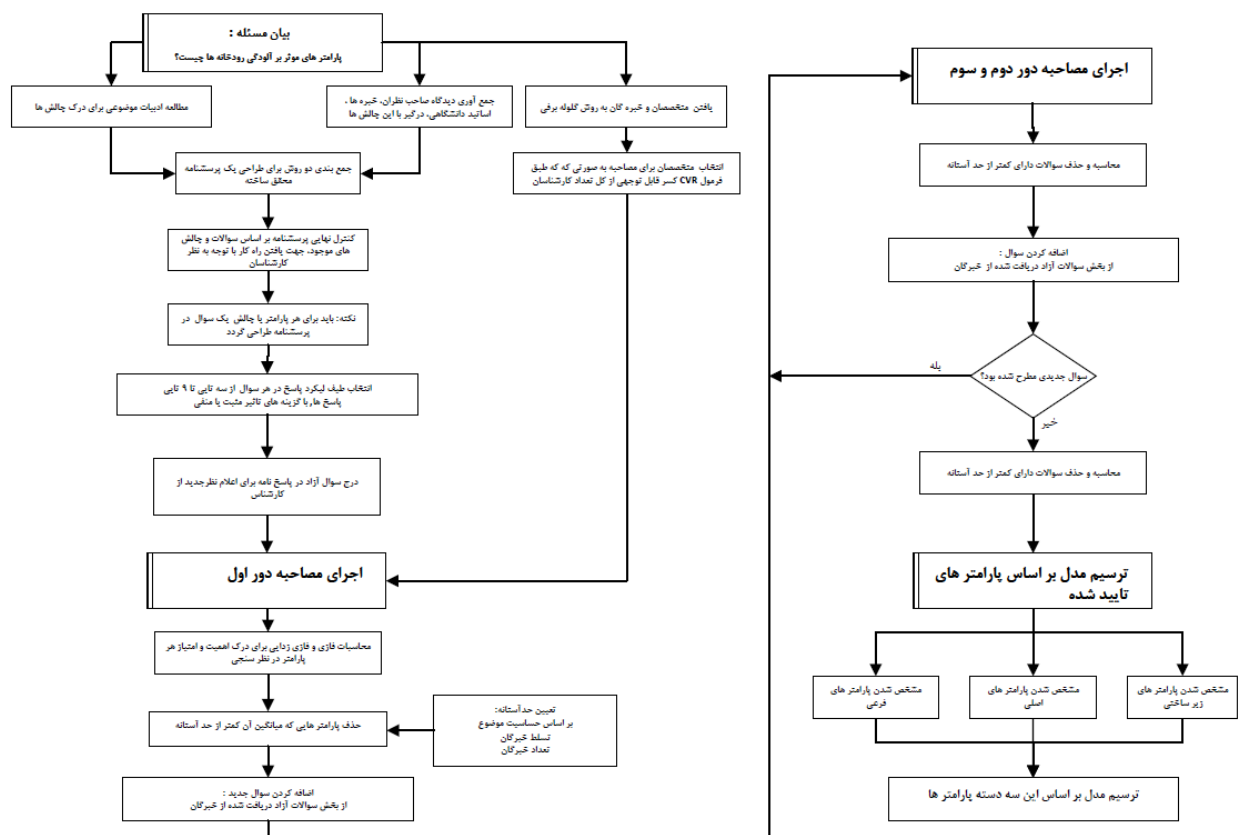 بیان مسئله :
پارامتر های موثر بر آلودگی رودخانه ها چیست؟
مطالعه ادبیات موضوعی برای درک چالش ها
جمع آوری دیدگاه صاحب نظران، خبره ها ،
اساتید دانشگاهی، درگیر با این چالش ها
یافتن متخصصان و خبره گان به روش گلوله برفی
جمع بندی دو روش برای طراحی یک پرسشنامه
محقق ساخته
انتخاب متخصصان برای مصاحبه به صورتی که که طبق
فرمول CVR کسر قابل توجهی از کل تعداد کارشناسان
کنترل نهایی پرسشنامه بر اساس سوالات و چالش
های موجود، جهت یافتن راه کار با توجه به نظر
کارشناسان
نکته: باید برای هر پارامتر یا چالش یک سوال در
پرسشنامه طراحی گردد
انتخاب طیف لیکرد پاسخ در هر سوال از سه تایی تا ۹ تایی
پاسخ ها, با گزینه های تاثیر مثبت یا منفی
درج سوال آزاد در پاسخ نامه برای اعلام نظرجدید از
کارشناس
اجرای مصاحبه دور اول
محاسبات فازی و فازی زدایی برای درک اهمیت و امتیاز هر
پارامتر در نظر سنجی
حذف پارامتر هایی که میانگین آن کمتر از حد آستانه
تعیین حدآستانه:
بر اساس حساسیت موضوع
تسلط خبرگان
تعداد خبرگان
اضافه کردن سوال جدید :
از بخش سوالات آزاد دریافت شده از خبرگان
اجرای مصاحبه دور دوم و سوم
محاسبه و حذف سوالات دارای کمتر از حد آستانه
اضافه کردن سوال :
از بخش سوالات آزاد دریافت شده از خبرگان
سوال جدیدی مطرح شده بود؟
بله
خیر
محاسبه و حذف سوالات دارای کمتر از حد آستانه
ترسیم مدل بر اساس پارامتر های
تایید شده
مشخص شدن پارامتر های
زیر ساختی
مشخص شدن پارامتر های
اصلی
مشخص شدن پارامتر های
فرعی
ترسیم مدل بر اساس این سه دسته پارامتر ها